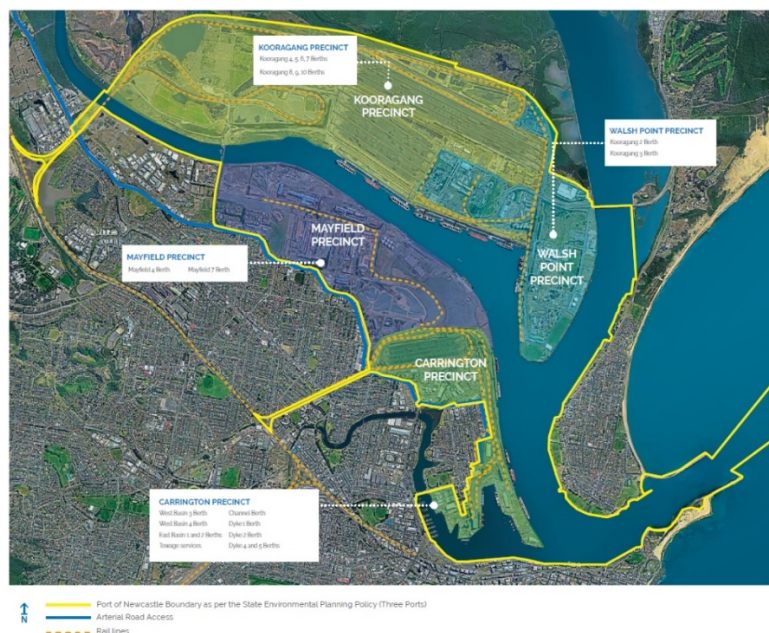 KOORAGANG PRECINCT
Kooragang 4, 5, 6, 7 Berths
Kooragang 8, 9, 10 Berths
KOORAGANG
PRECINCT
WALSH POINT PRECINCT
Kooragang 2 Berth
Kooragang 3 Berth
MAYFIELD
PRECINCT
WALSH
POINT
PRECINCT
MAYFIELD PRECINCT
Mayfield 4 Berth Mayfield 7 Berth
CARRINGTON
PRECINCT
CARRINGTON PRECINCT
West Basin 3 Berth Channel Berth
West Basin 4 Berth Dyke 1 Berth
East Basin 1 and 2 Berths Dyke 2 Berth
Towage services Dyke 4 and 5 Berths
N
Port of Newcastle Boundary as per the State Environmental Planning Policy (Three Ports)
Arterial Road Access
Rail lines